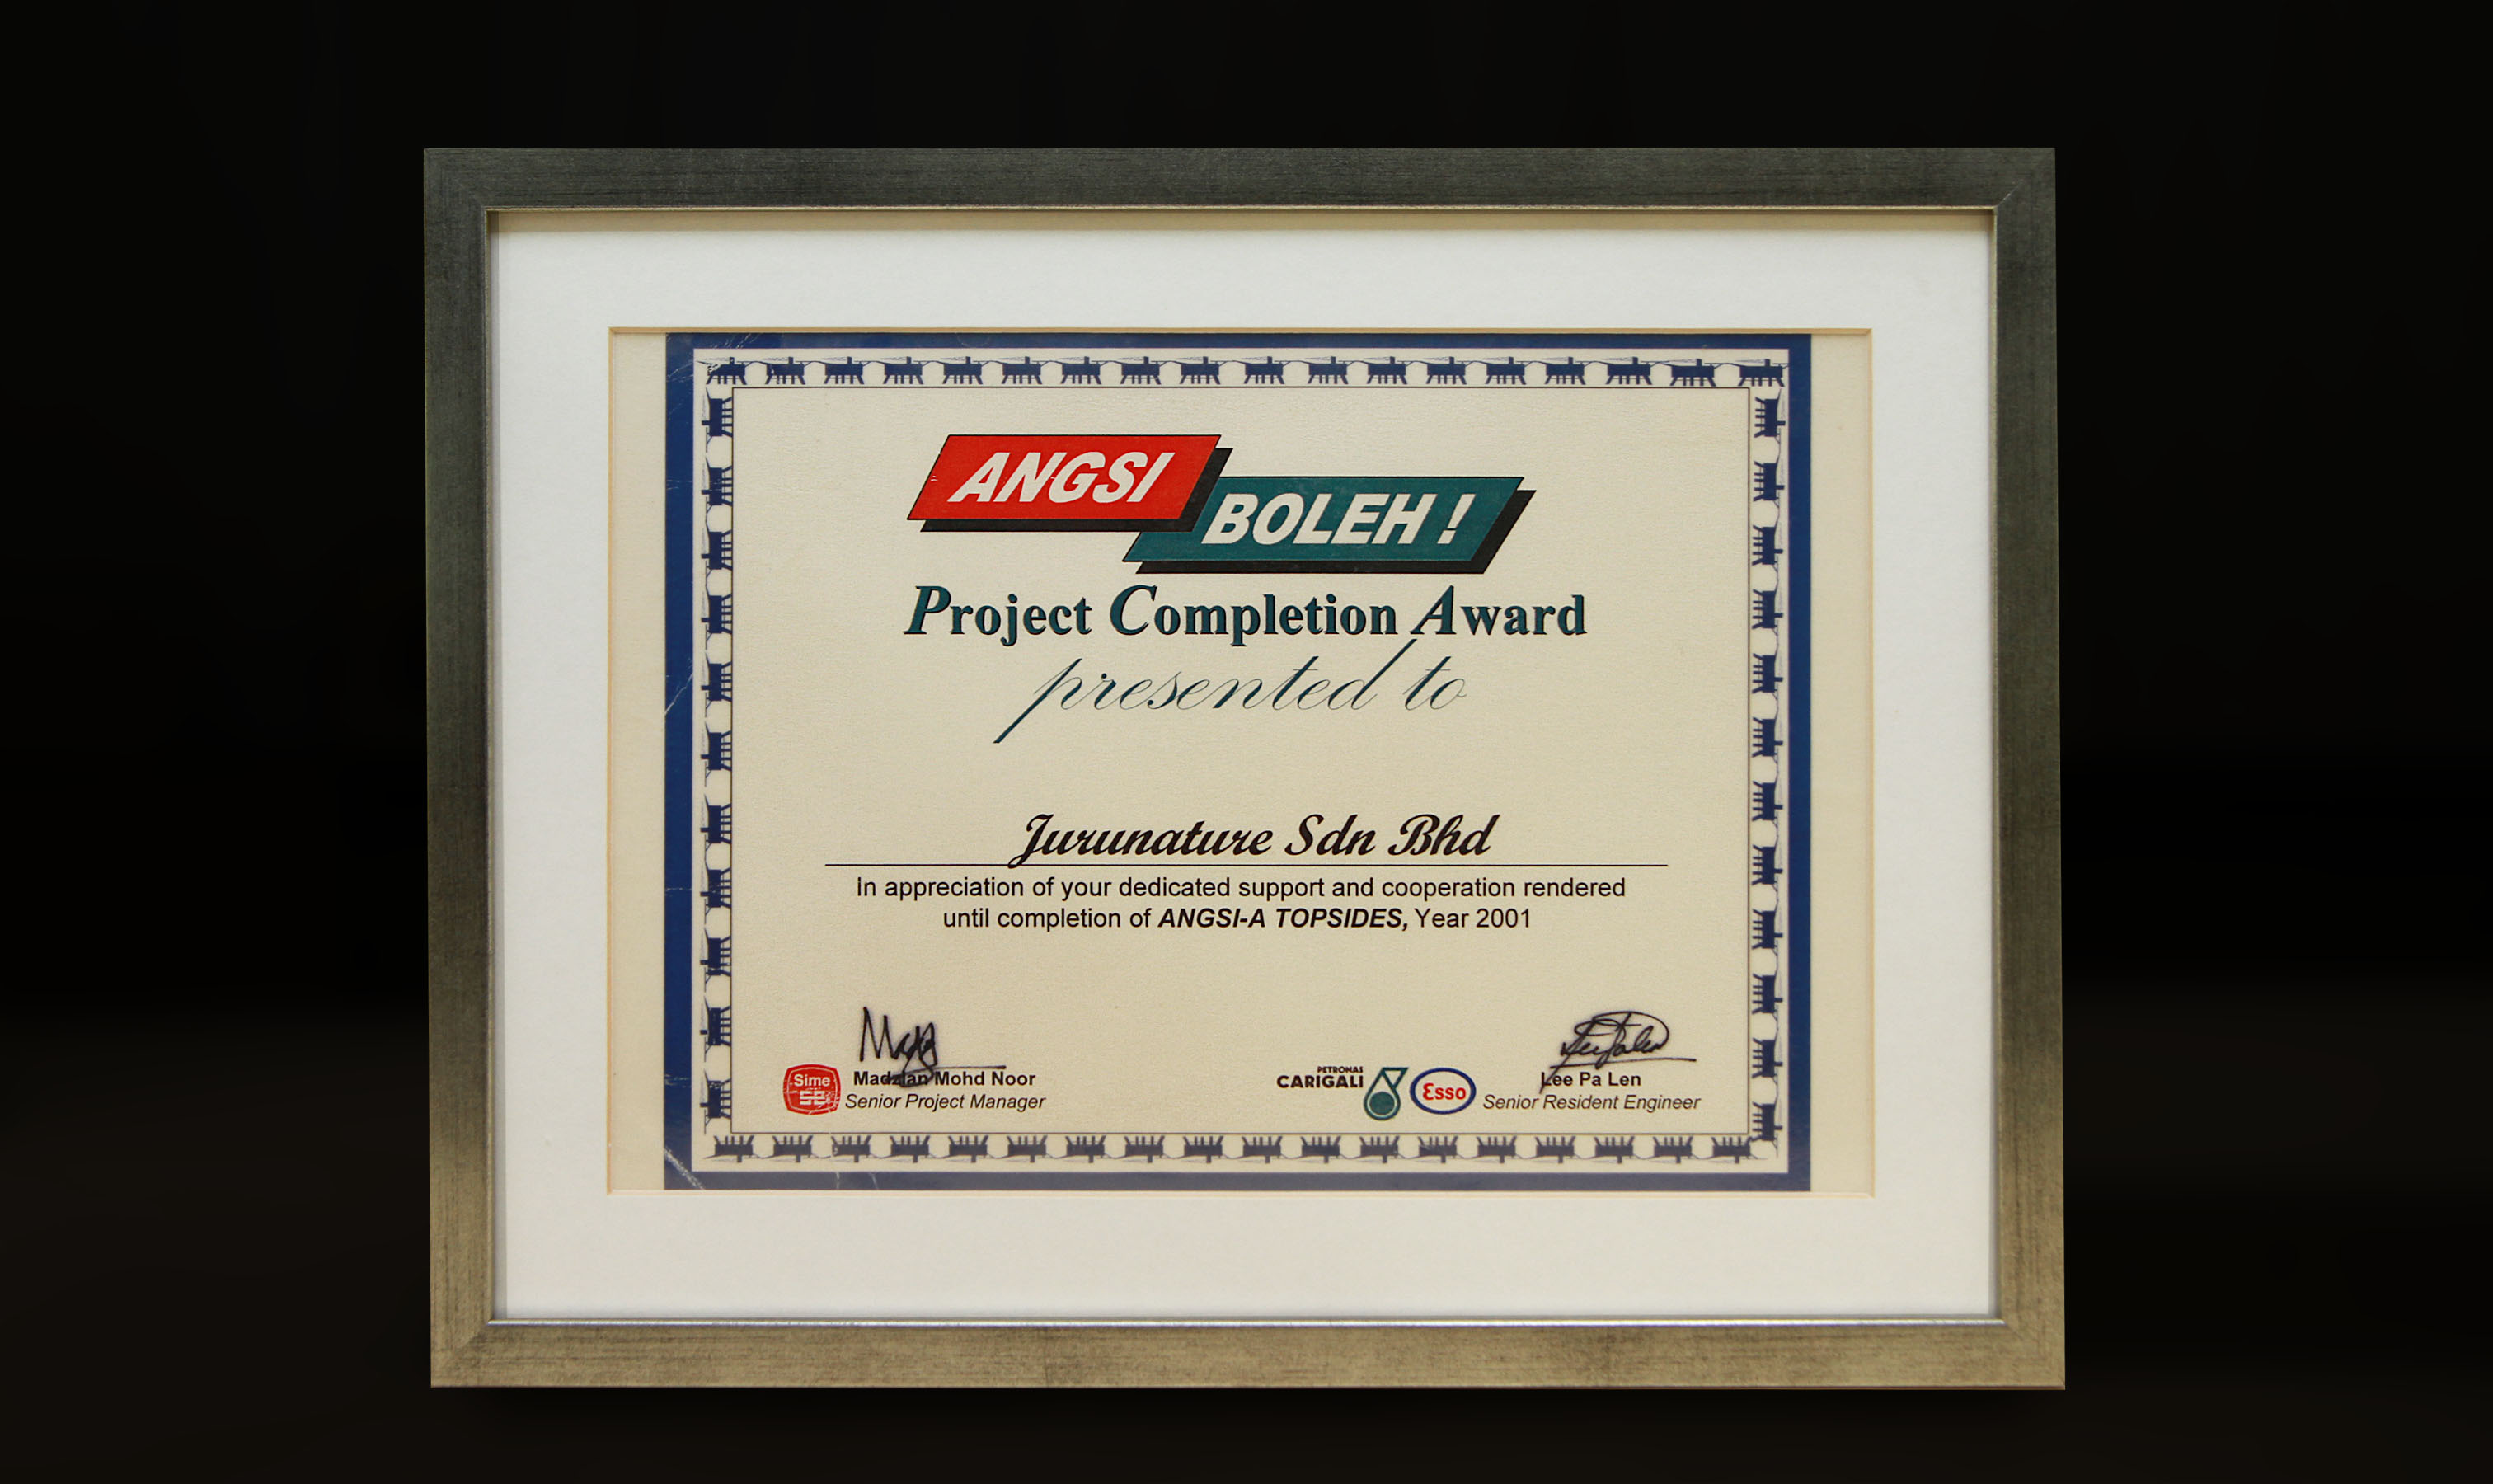 ANGSI
BOLEH !
Project Completion Award
presented to
Jurunature Sdn Bhd
In appreciation of your dedicated support and cooperation rendered
until completion of ANGSI-A TOPSIDES, Year 2001
Sime
Madzlan Mohd Noor
Senior Project Manager
PETRONAS
CARIGALI
Esso
Lee Pa Len
Senior Resident Engineer